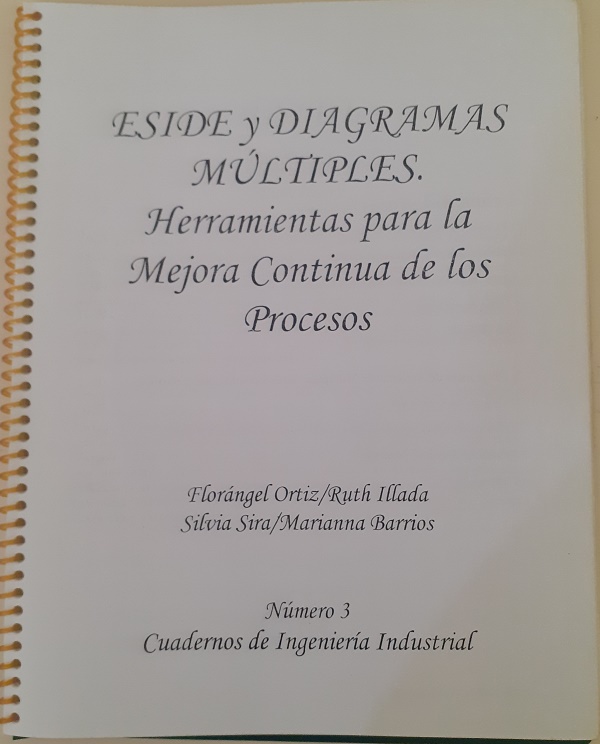 ESIDE y DIAGRAMAS
MÚLTIPLES.
Herramientas para la
Mejora Continua de los
Procesos
Florángel Ortiz/Ruth Illada
Silvia Sira/Marianna Barrios
Número 3
Cuadernos de Ingeniería Industrial